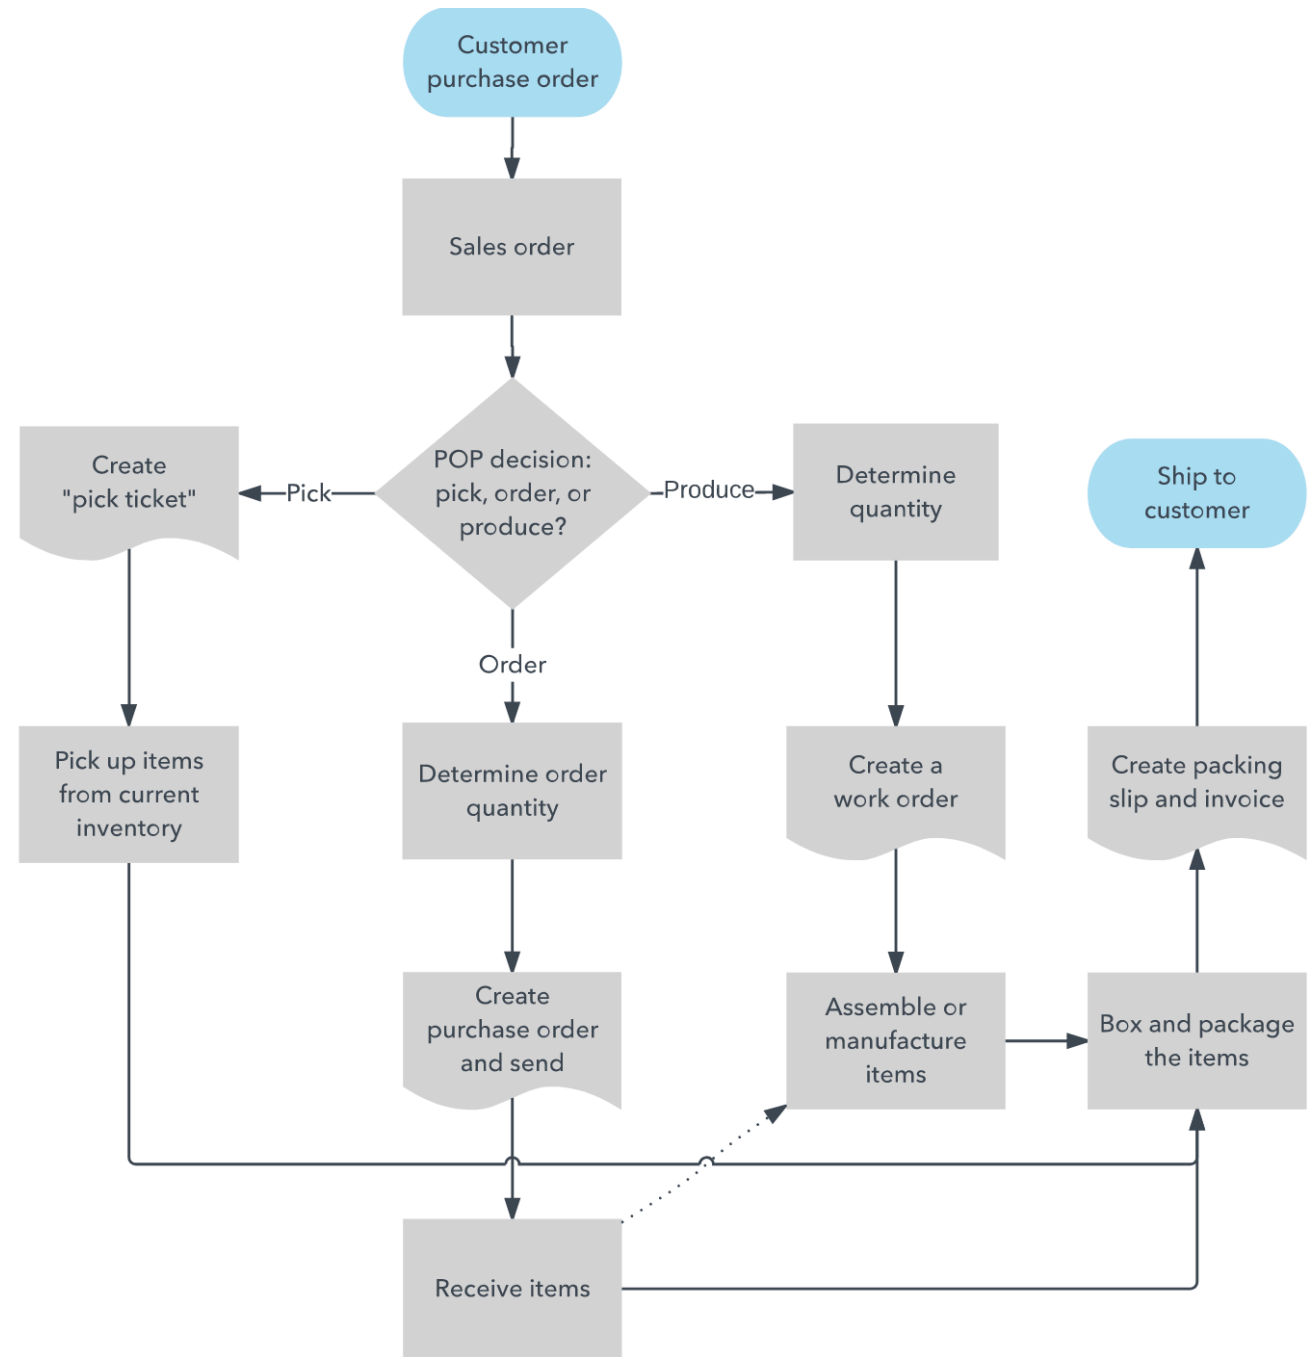 Customer
purchase order
Sales order
POP decision:
pick, order, or
produce?
Pick
Create
"pick ticket"
Pick up items
from current
inventory
Order
Determine order
quantity
Create
purchase order
and send
Receive items
Produce
Determine
quantity
Create a
work order
Assemble or
manufacture
items
Box and package
the items
Create packing
slip and invoice
Ship to
customer